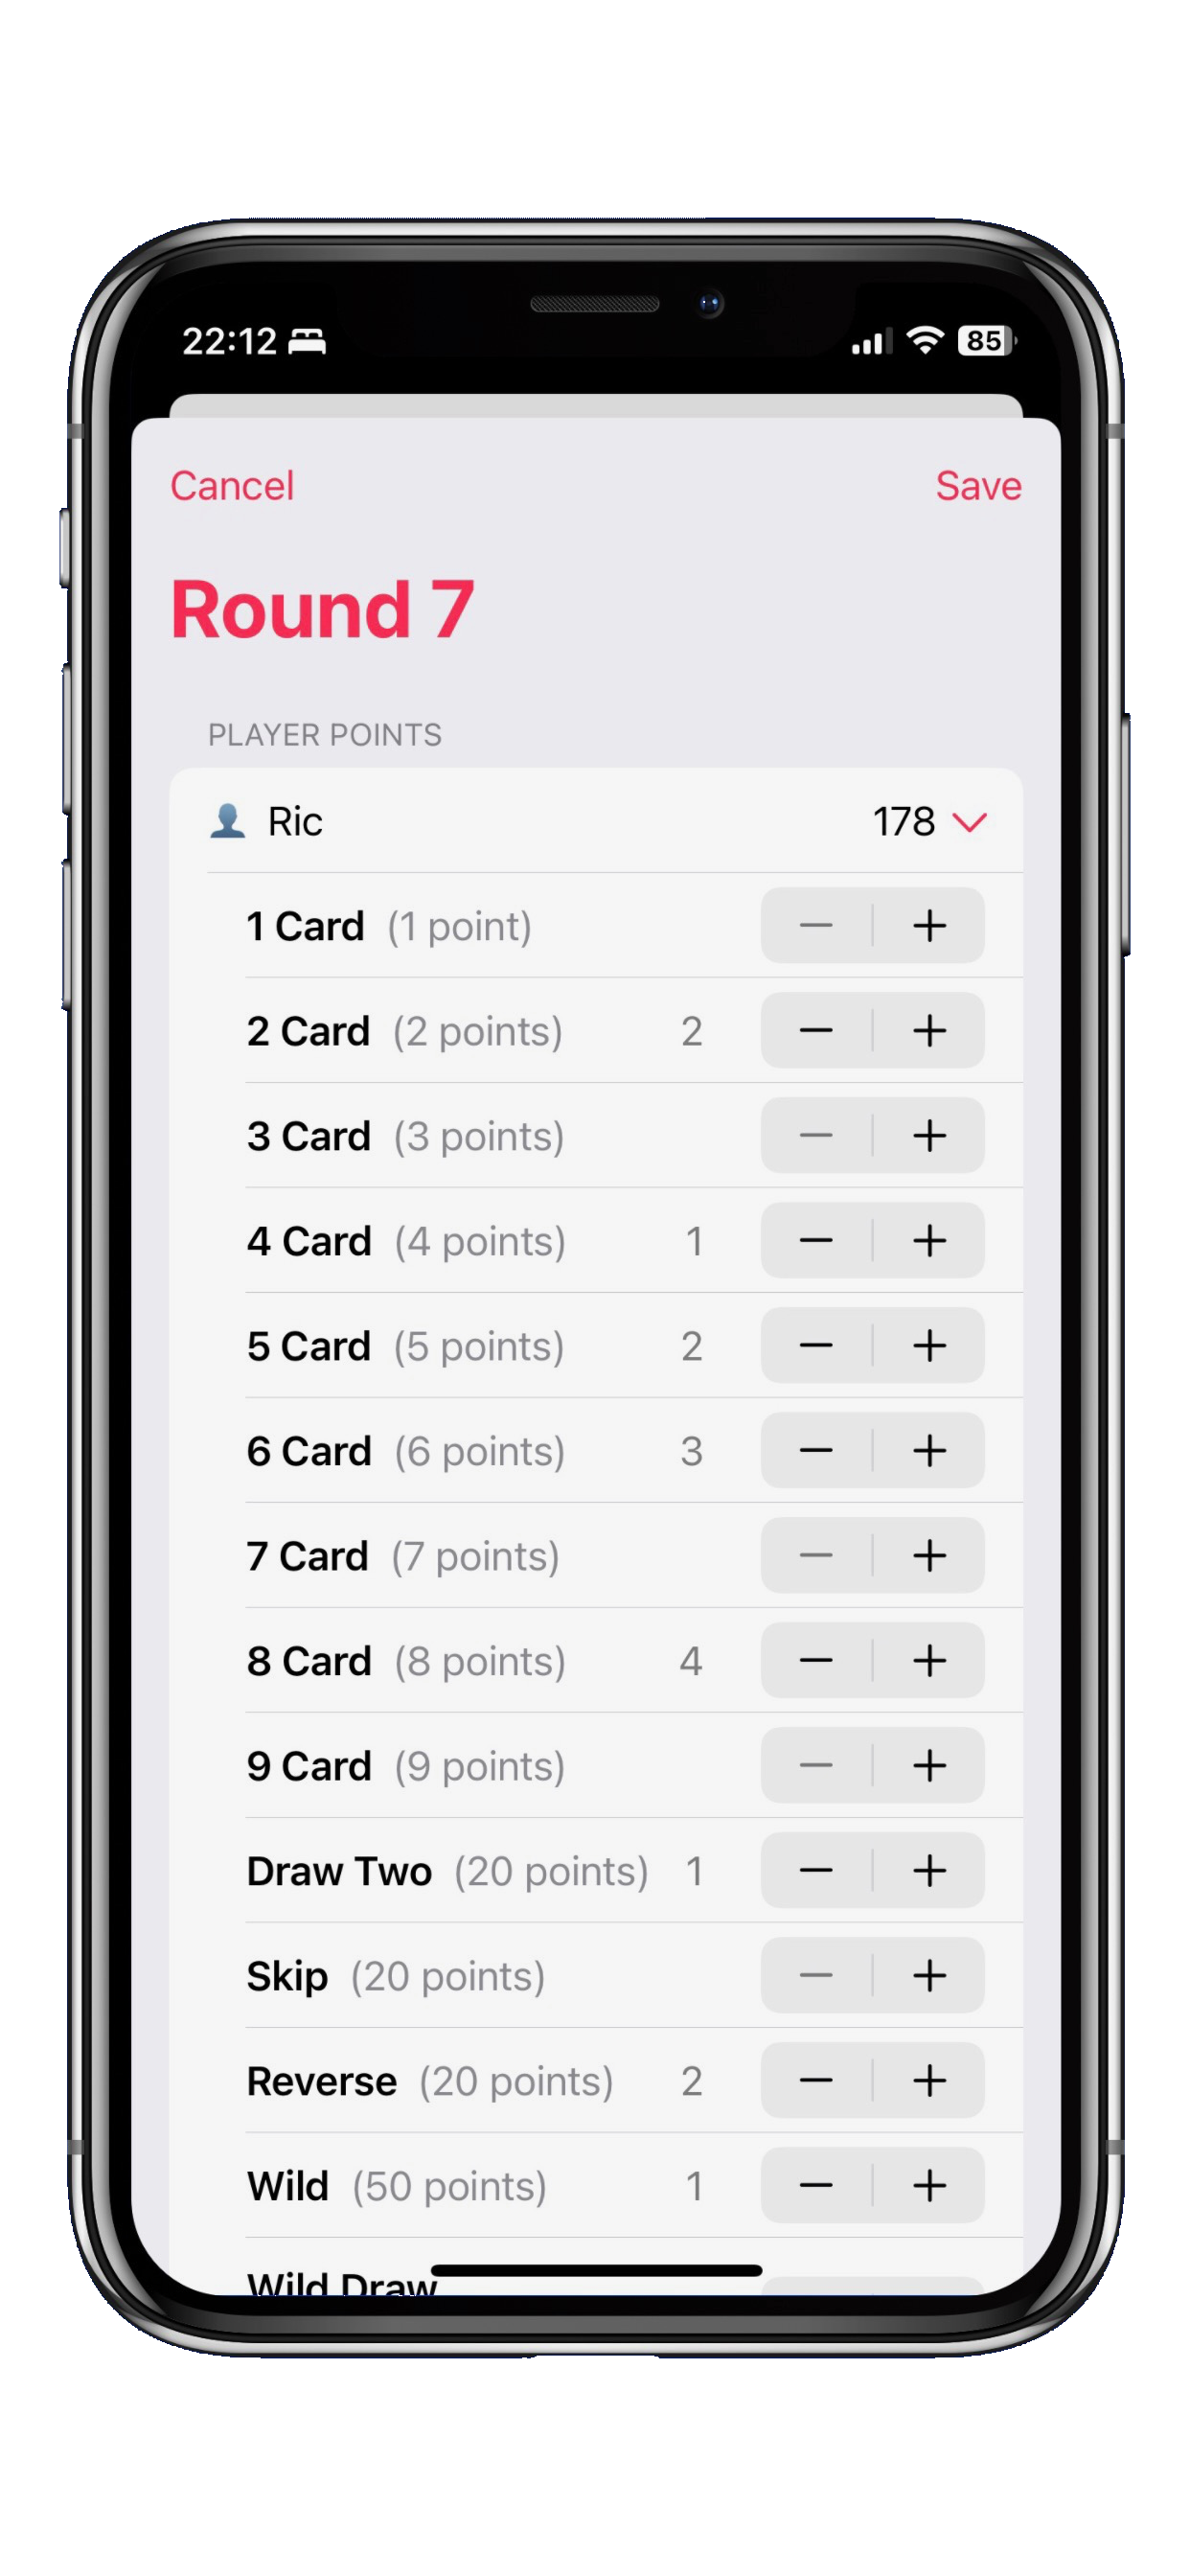 22:12 85
Cancel Save
Round 7
PLAYER POINTS
Ric 178
1 Card (1 point)
2 Card (2 points) 2
3 Card (3 points)
4 Card (4 points) 1
5 Card (5 points) 2
6 Card (6 points) 3
7 Card (7 points)
8 Card (8 points) 4
9 Card (9 points)
Draw Two (20 points) 1
Skip (20 points)
Reverse (20 points) 2
Wild (50 points) 1
Wild Draw